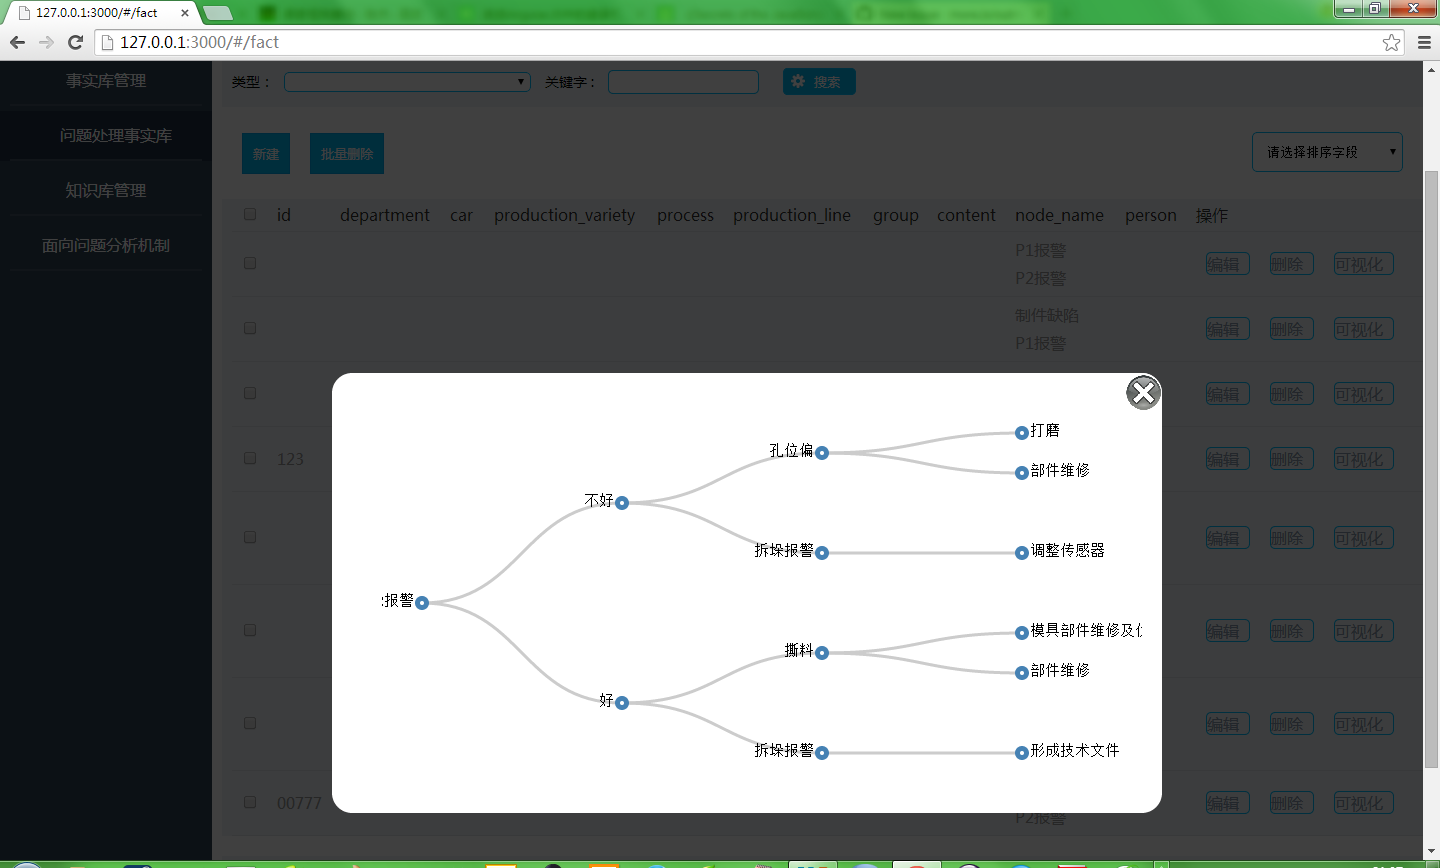 127.0.0.1:3000/#/fact
127.0.0.1:3000/#/fact
事实库管理
问题处理事实库
知识库管理
面向问题分析机制
类型： 关键字： 搜索
新建 批量删除 请选择排序字段
id department car production_variety process production_line group content node_name person 操作
P1报警
P2报警
编辑 删除 可视化
制件缺陷
P1报警
编辑 删除 可视化
编辑 删除 可视化
123 编辑 删除 可视化
编辑 删除 可视化
编辑 删除 可视化
编辑 删除 可视化
00777 编辑 删除 可视化
P2报警
报警
不好
好
孔位偏
拆垛报警
撕料
拆垛报警
打磨
部件维修
调整传感器
模具部件维修及
部件维修
形成技术文件